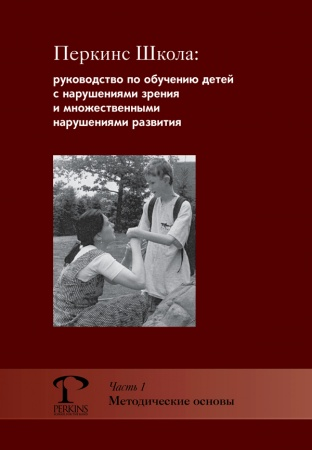 Перкинс Школа:
руководство по обучению детей
с нарушениями зрения
и множественными
нарушениями развития
Часть 1
Методические основы
PERKINS